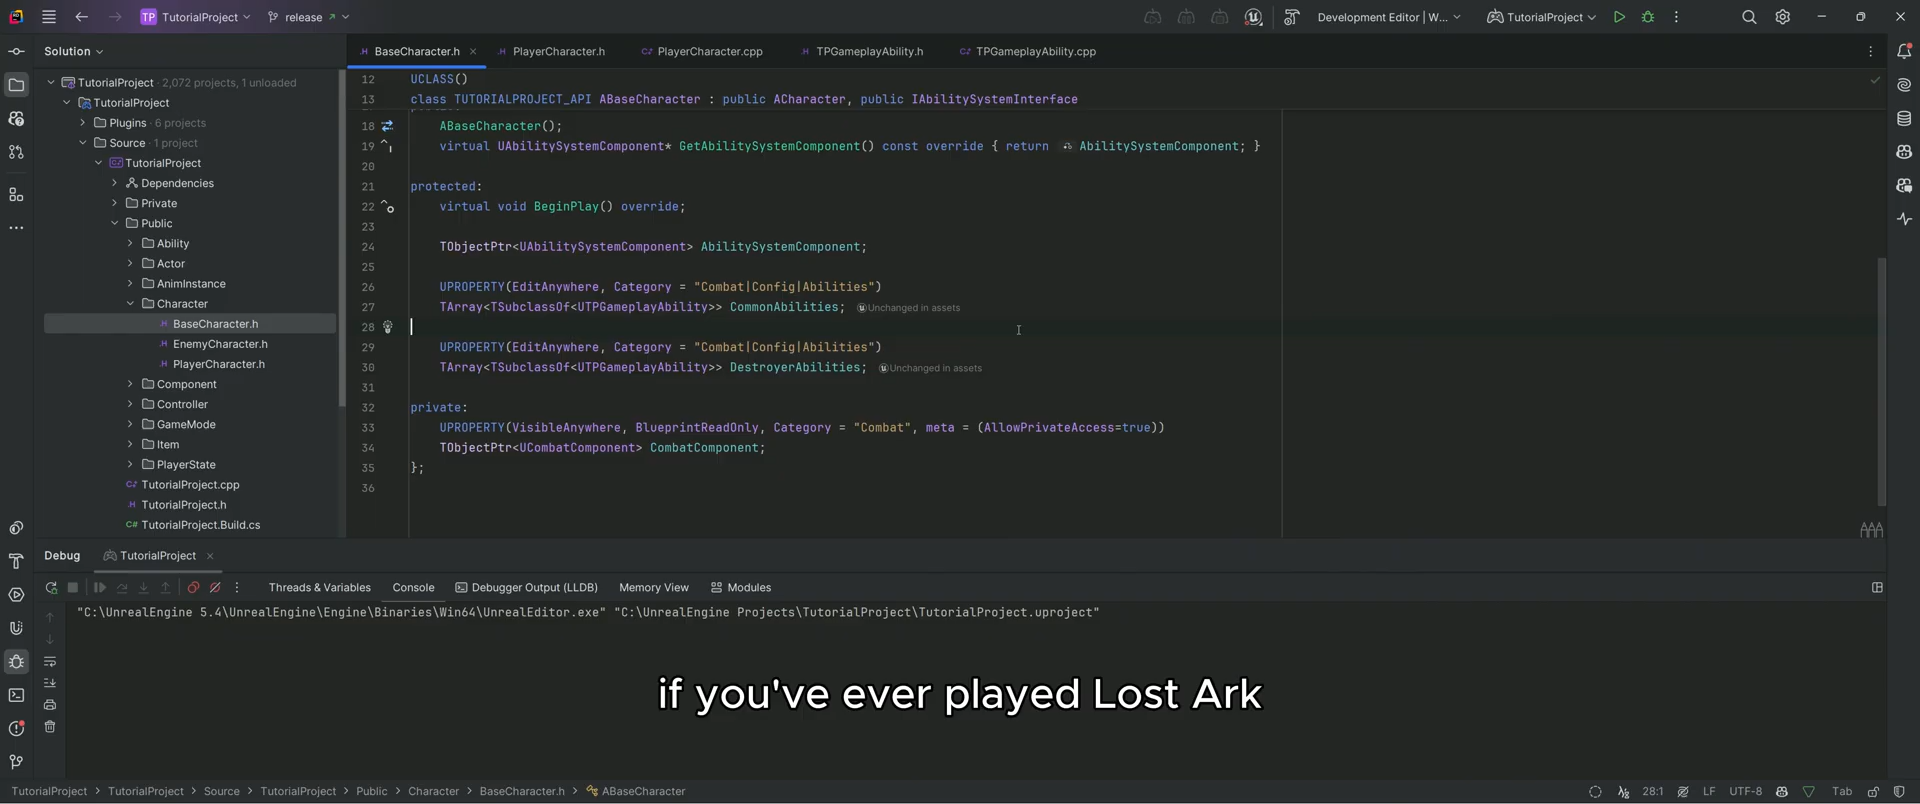 TP TutorialProject release Development Editor | W... TutorialProject
Solution
BaseCharacter.h PlayerCharacter.h PlayerCharacter.cpp TPGameplayAbility.h TPGameplayAbility.cpp
TutorialProject · 2,072 projects, 1 unloaded
TutorialProject
Plugins · 6 projects
Source · 1 project
TutorialProject
Dependencies
Private
Public
Ability
Actor
AnimInstance
Character
BaseCharacter.h
EnemyCharacter.h
PlayerCharacter.h
Component
Controller
GameMode
Item
PlayerState
TutorialProject.cpp
TutorialProject.h
TutorialProject.Build.cs
12 UCLASS()
13 class TUTORIALPROJECT_API ABaseCharacter : public ACharacter, public IAbilitySystemInterface
18 ABaseCharacter();
19 virtual UAbilitySystemComponent* GetAbilitySystemComponent() const override { return AbilitySystemComponent; }
20
21 protected:
22 virtual void BeginPlay() override;
23
24 TObjectPtr<UAbilitySystemComponent> AbilitySystemComponent;
25
26 UPROPERTY(EditAnywhere, Category = "Combat|Config|Abilities")
27 TArray<TSubclassOf<UTPGameplayAbility>> CommonAbilities; Unchanged in assets
28
29 UPROPERTY(EditAnywhere, Category = "Combat|Config|Abilities")
30 TArray<TSubclassOf<UTPGameplayAbility>> DestroyerAbilities; Unchanged in assets
31
32 private:
33 UPROPERTY(VisibleAnywhere, BlueprintReadOnly, Category = "Combat", meta = (AllowPrivateAccess=true))
34 TObjectPtr<UCombatComponent> CombatComponent;
35 };
36
Debug TutorialProject
Threads & Variables Console Debugger Output (LLDB) Memory View Modules
"C:\UnrealEngine 5.4\UnrealEngine\Engine\Binaries\Win64\UnrealEditor.exe" "C:\UnrealEngine Projects\TutorialProject\TutorialProject.uproject"
if you've ever played Lost Ark
TutorialProject > TutorialProject > Source > TutorialProject > Public > Character > BaseCharacter.h > ABaseCharacter 28:1 LF UTF-8 Tab